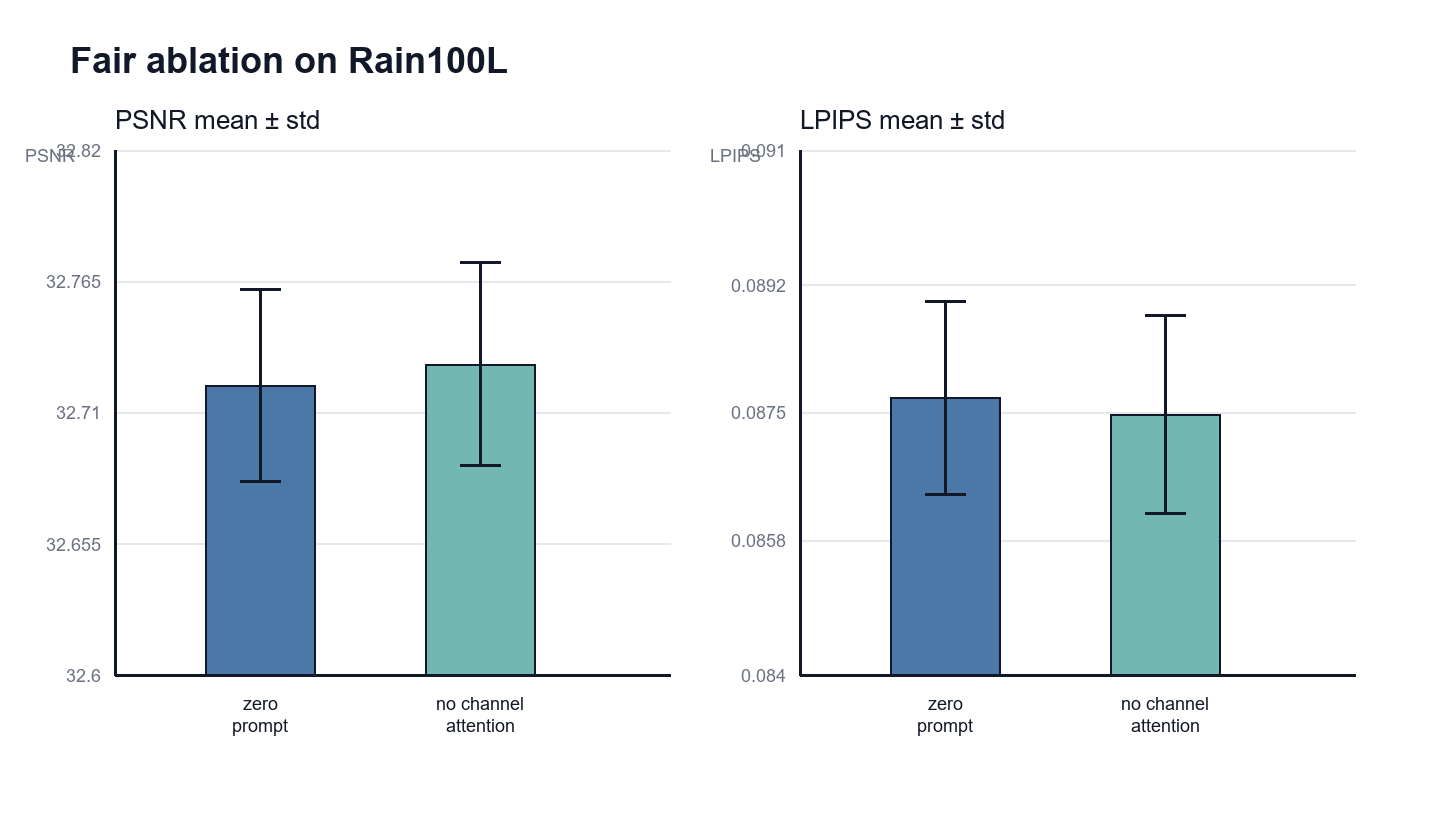 Fair ablation on Rain100L
PSNR mean ± std
PSNR
32.82
32.765
32.71
32.655
32.6
zero
prompt
no channel
attention
LPIPS mean ± std
LPIPS
0.091
0.0892
0.0875
0.0858
0.084
zero
prompt
no channel
attention